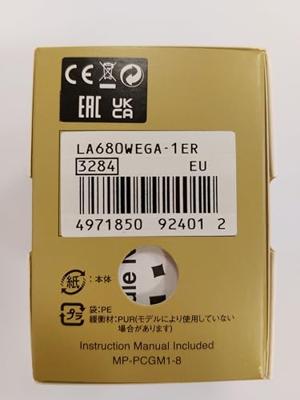 CE
EAC
UK
CA
LA680WEGA-1ER
3284 EU
4971850 92401 2
紙 :本体
プラ 袋:PE
緩衝材:PUR(モデルにより使用していない
場合があります)
Instruction Manual Included
MP-PCGM1-8